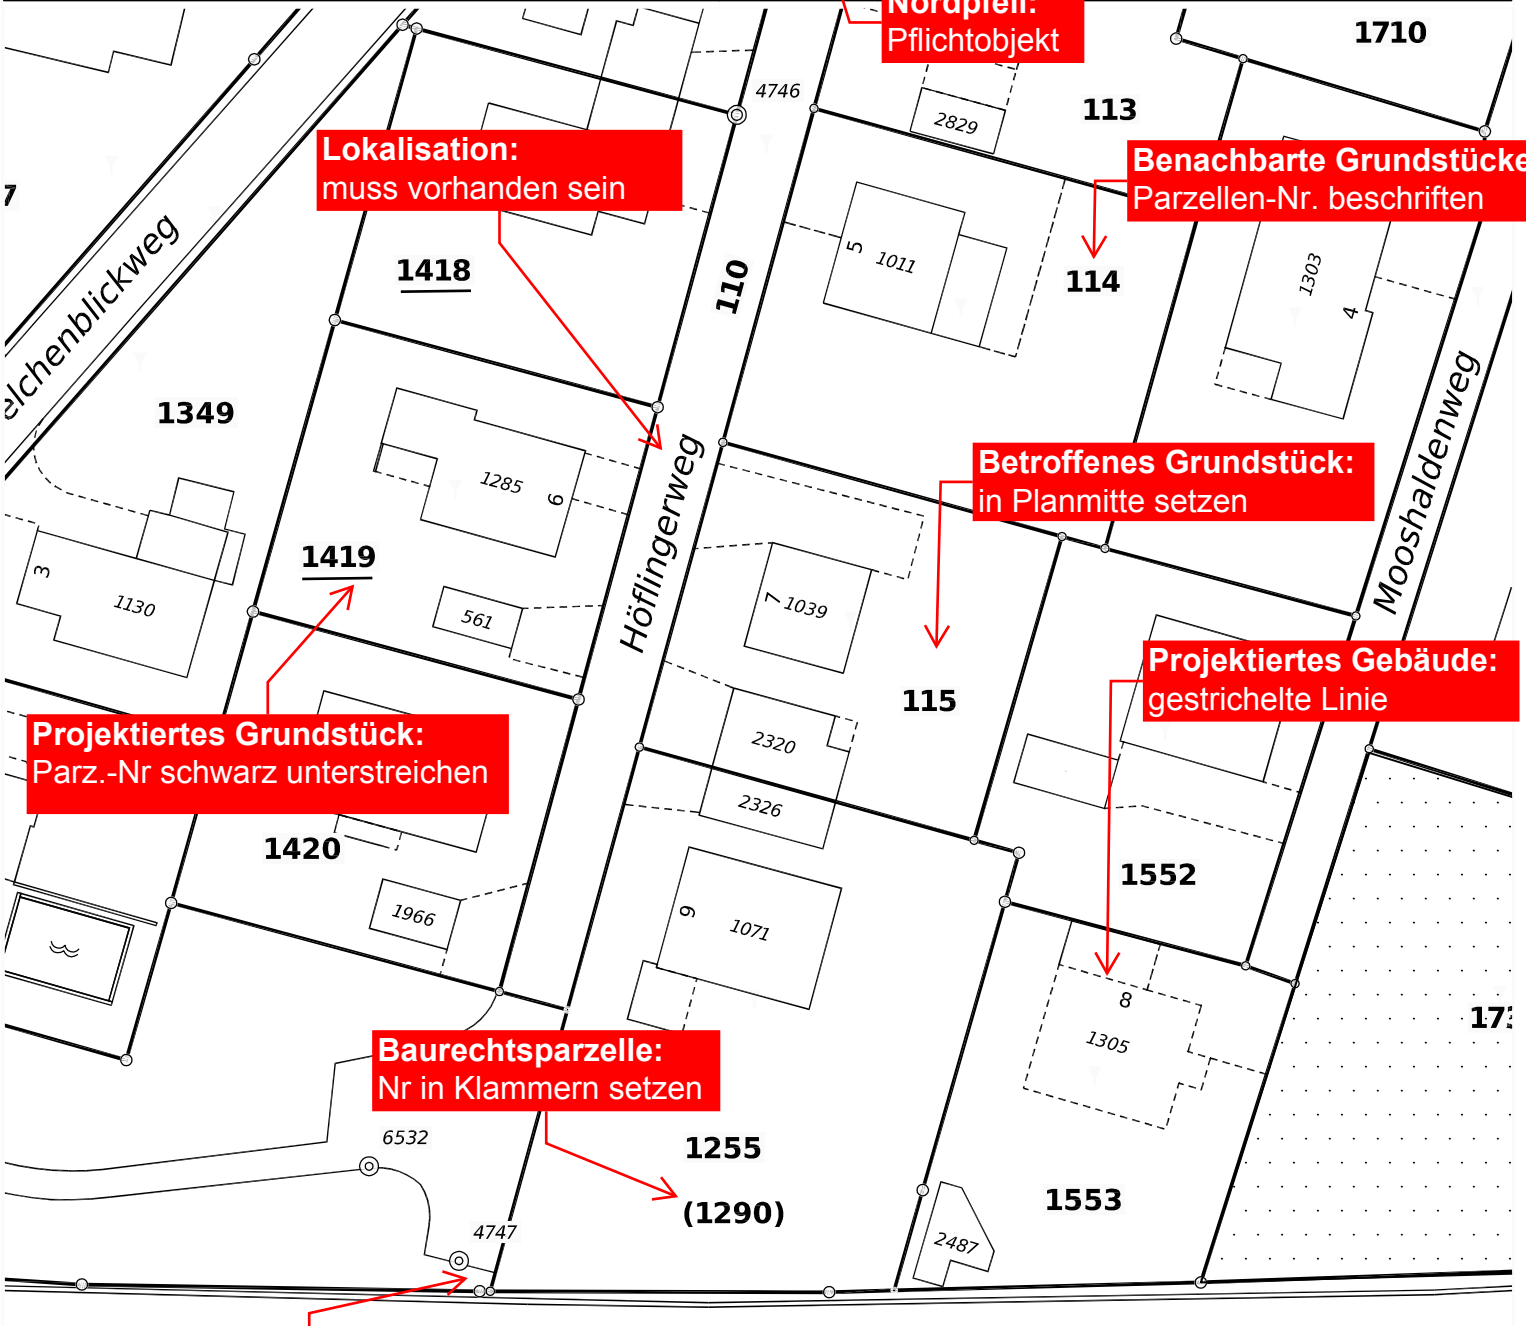 Nordpfeil:
Pflichtobjekt
1710
4746
113
2829
Lokalisation:
muss vorhanden sein
Benachbarte Grundstücke
Parzellen-Nr. beschriften
7
elchenblickweg
1418
110
5
1011
114
1303
4
1349
Höflingerweg
Mooshaldenweg
Betroffenes Grundstück:
in Planmitte setzen
1285
6
1419
3
1130
561
7
1039
115
Projektiertes Gebäude:
gestrichelte Linie
Projektiertes Grundstück:
Parz.-Nr schwarz unterstreichen
2320
2326
1420
1552
1966
9
1071
8
1305
173
Baurechtsparzelle:
Nr in Klammern setzen
6532
1255
(1290)
1553
4747
2487